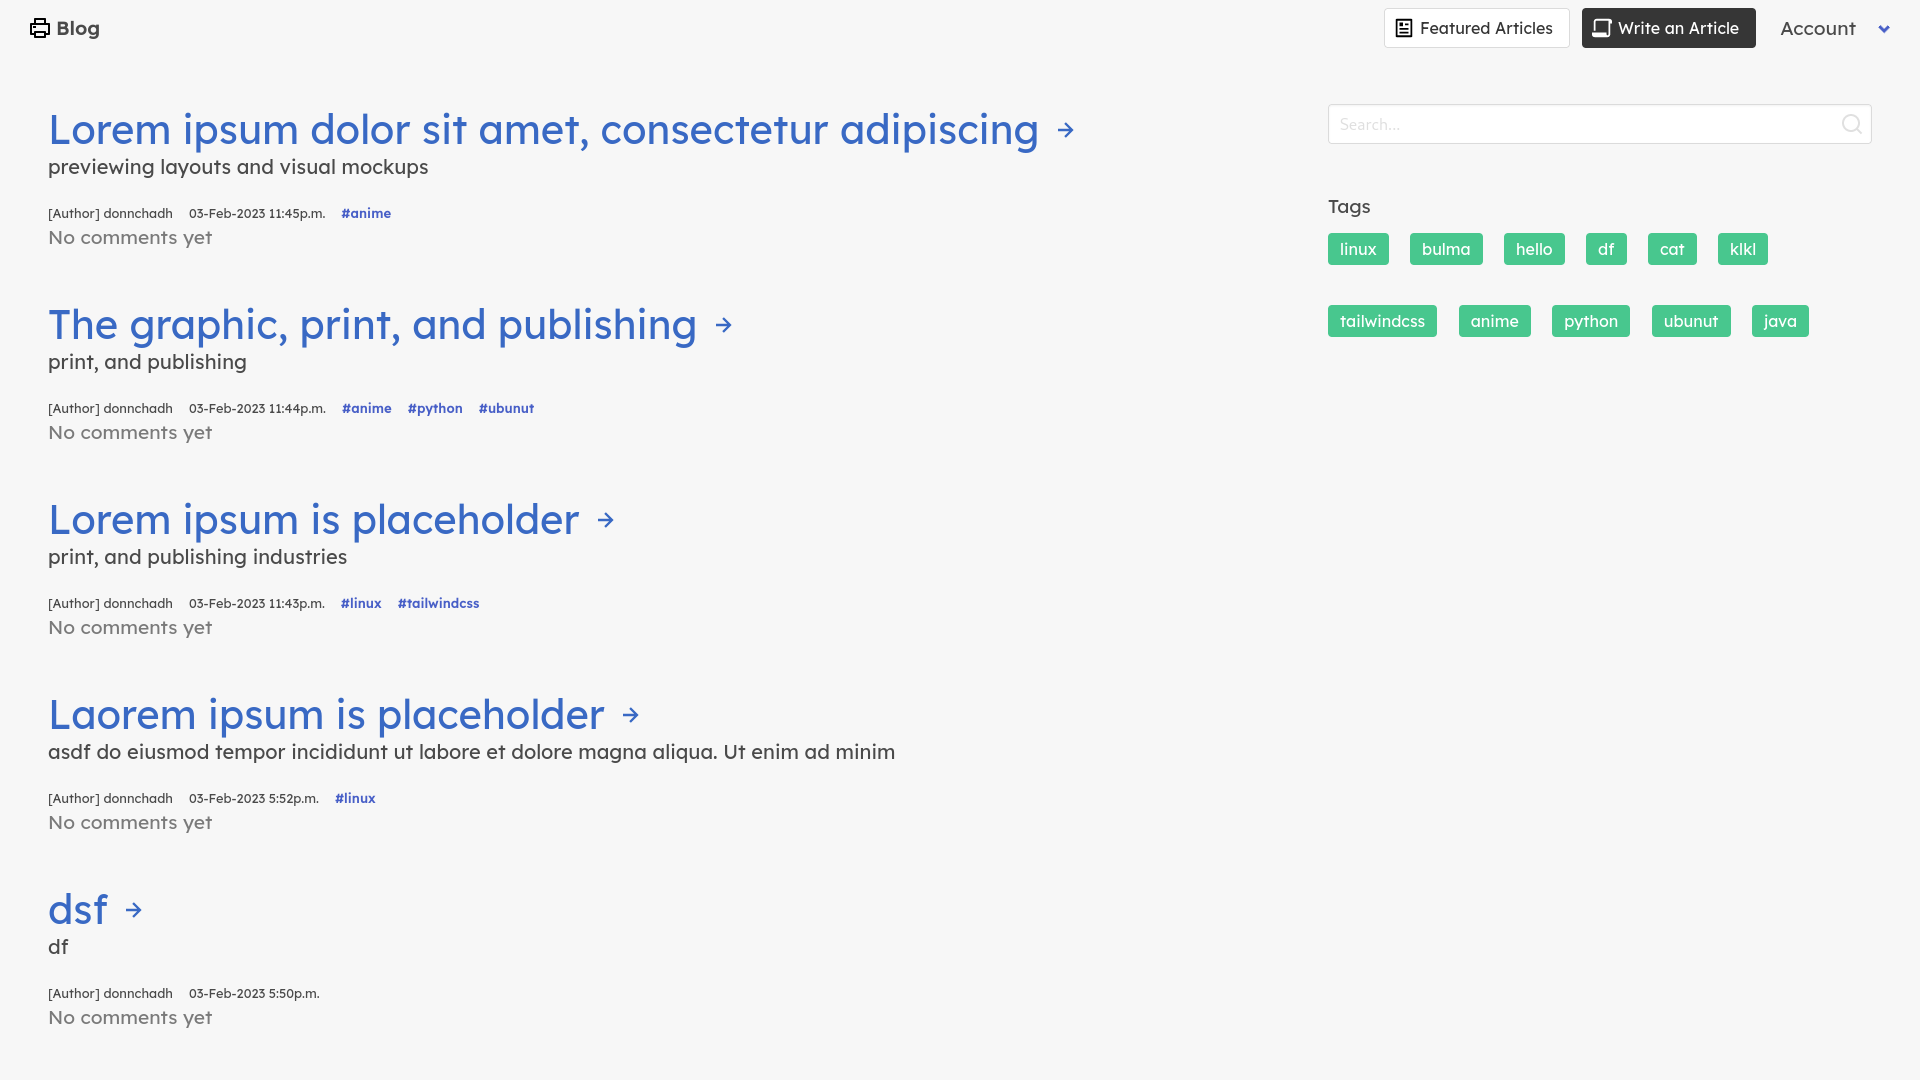 Blog
Featured Articles
Write an Article
Account
Lorem ipsum dolor sit amet, consectetur adipiscing
previewing layouts and visual mockups
[Author] donnchadh 03-Feb-2023 11:45p.m. #anime
No comments yet
The graphic, print, and publishing
print, and publishing
[Author] donnchadh 03-Feb-2023 11:44p.m. #anime #python #ubunut
No comments yet
Lorem ipsum is placeholder
print, and publishing industries
[Author] donnchadh 03-Feb-2023 11:43p.m. #linux #tailwindcss
No comments yet
Laorem ipsum is placeholder
asdf do eiusmod tempor incididunt ut labore et dolore magna aliqua. Ut enim ad minim
[Author] donnchadh 03-Feb-2023 5:52p.m. #linux
No comments yet
dsf
df
[Author] donnchadh 03-Feb-2023 5:50p.m.
No comments yet
Search...
Tags
linux bulma hello df cat klkl
tailwindcss anime python ubunut java